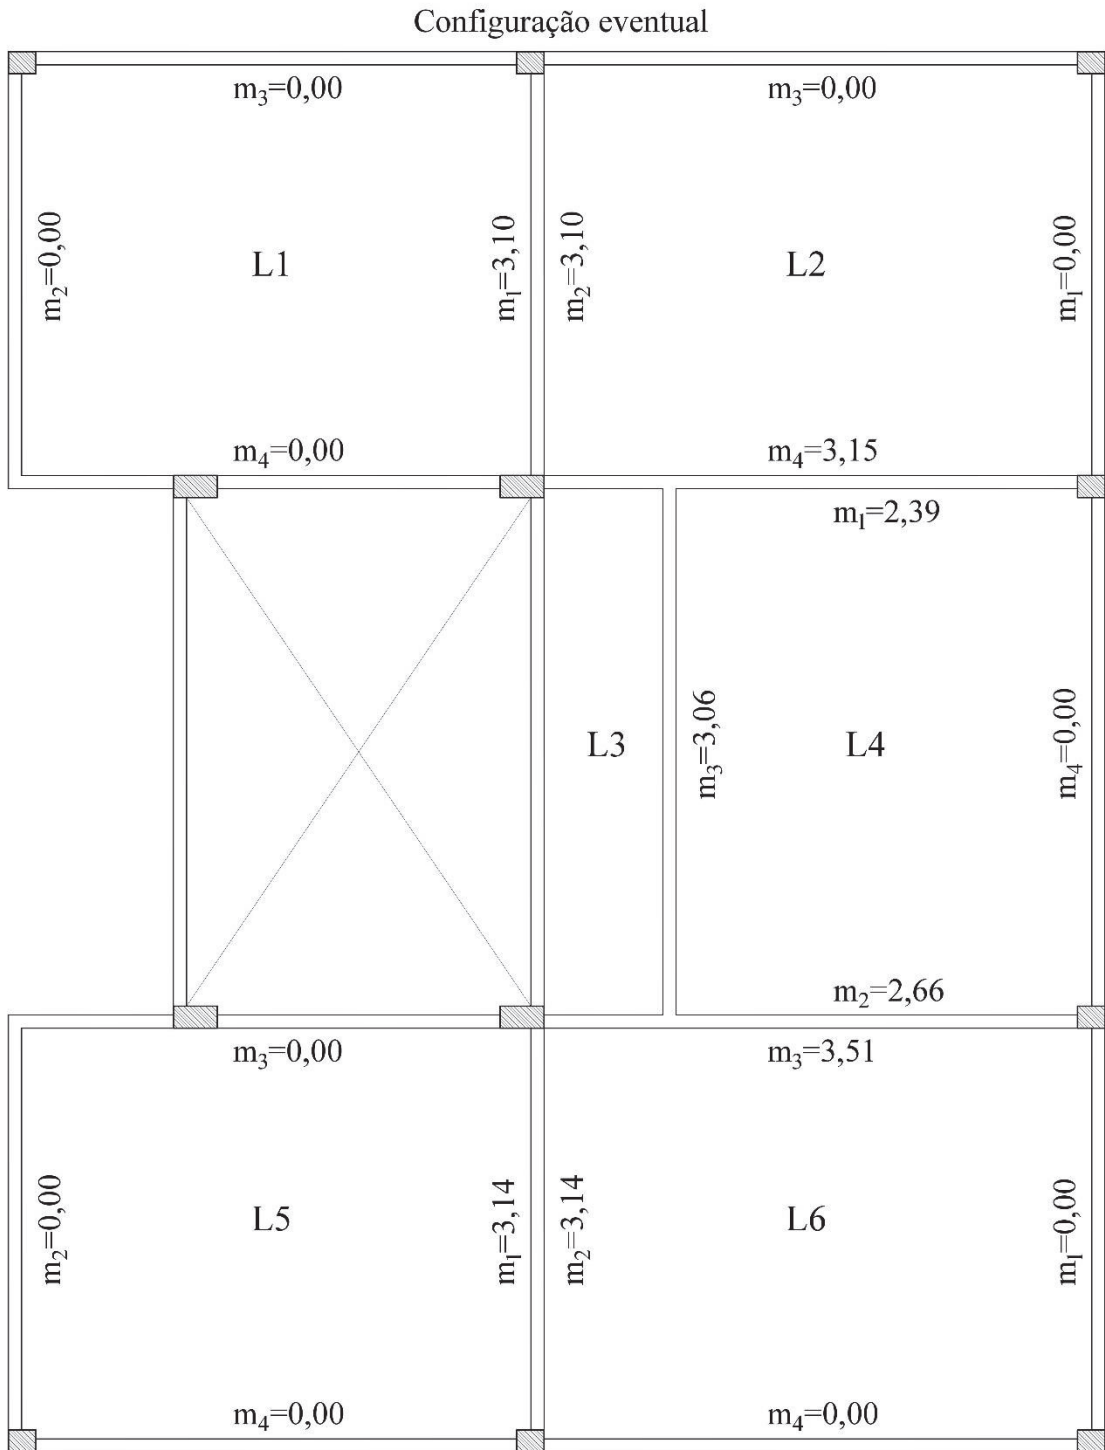 Configuração eventual
m₃=0,00
m₃=0,00
m₂=0,00
L1
m₁=3,10
m₂=3,10
L2
m₁=0,00
m₄=0,00
m₄=3,15
m₁=2,39
L3
m₃=3,06
L4
m₄=0,00
m₂=2,66
m₃=0,00
m₃=3,51
m₂=0,00
L5
m₁=3,14
m₂=3,14
L6
m₁=0,00
m₄=0,00
m₄=0,00